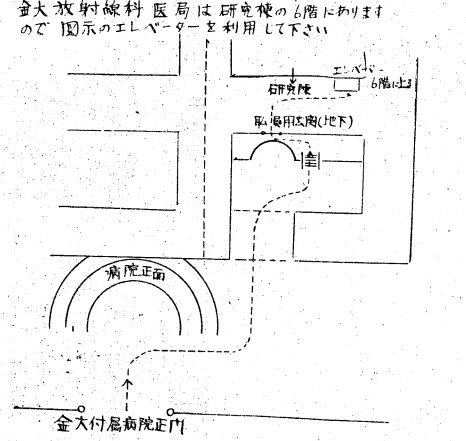 金大放射線科医局は研究棟の6階にあります
ので図示のエレベーターを利用して下さい
エレベーター
6階に上る
研究棟
職員用玄関(地下)
病院正面
金大付属病院正門